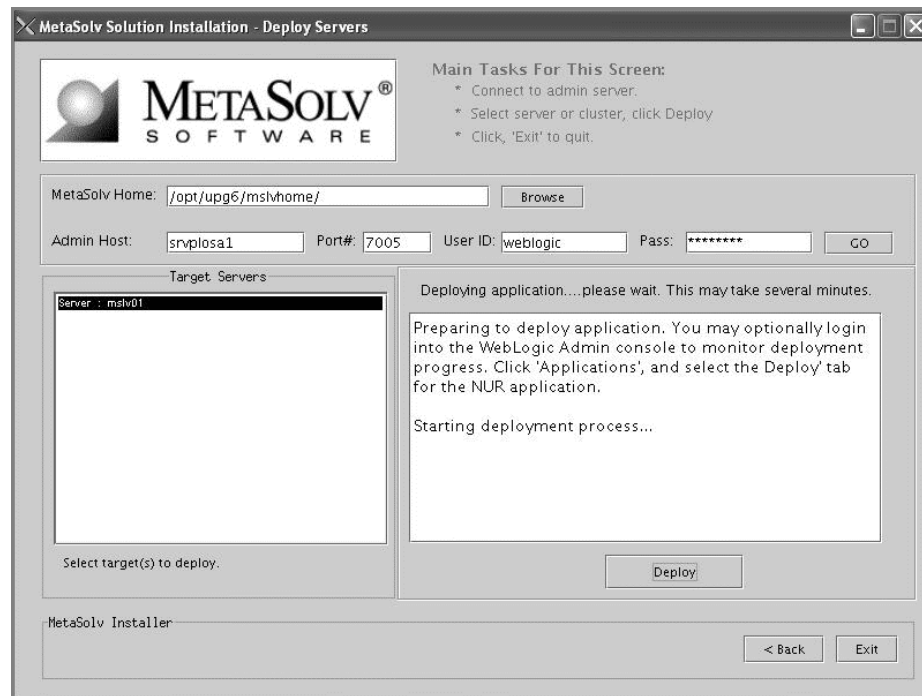 MetaSolv Solution Installation - Deploy Servers
METASOLV®
SOFTWARE
Main Tasks For This Screen:
* Connect to admin server.
* Select server or cluster, click Deploy
* Click, 'Exit' to quit.
MetaSolv Home: /opt/upg6/mslvhome/ Browse
Admin Host: srvplosa1 Port#: 7005 User ID: weblogic Pass: ******** GO
Target Servers
Server : mslv01
Select target(s) to deploy.
Deploying application....please wait. This may take several minutes.
Preparing to deploy application. You may optionally login
into the WebLogic Admin console to monitor deployment
progress. Click 'Applications', and select the Deploy' tab
for the NUR application.
Starting deployment process...
Deploy
MetaSolv Installer
< Back Exit